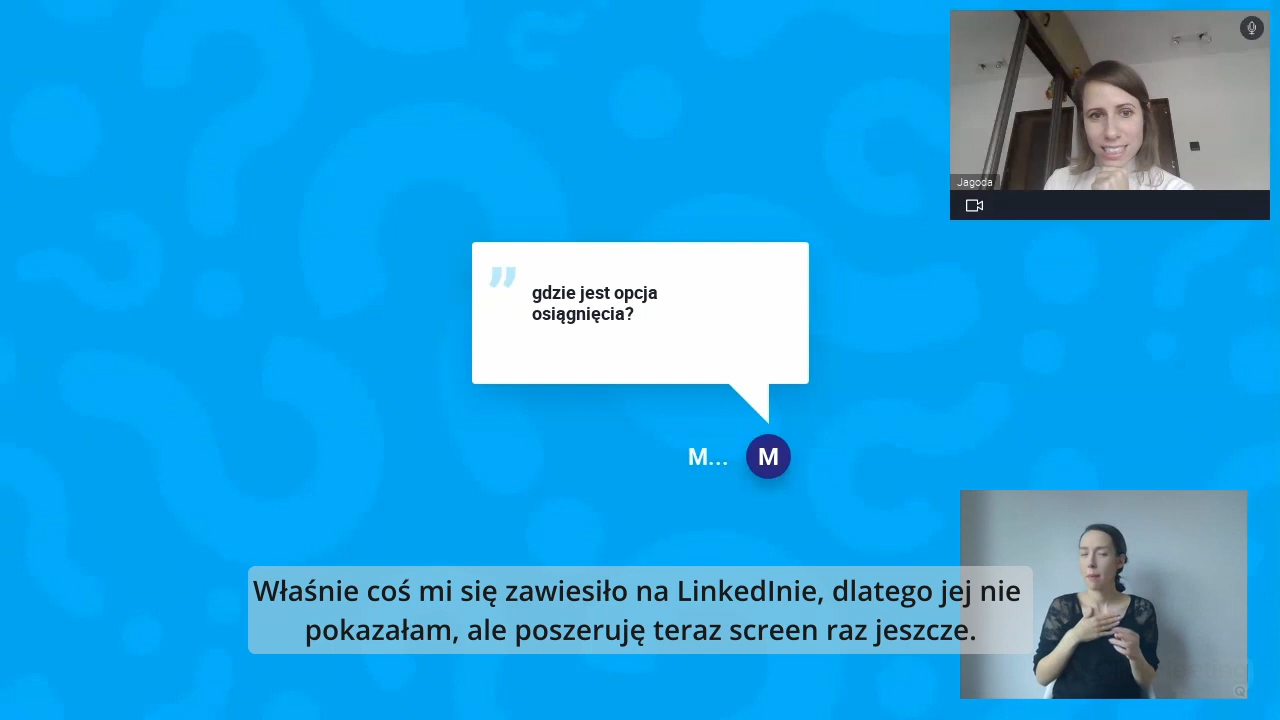 Jagoda
”
gdzie jest opcja
osiągnięcia?
M...
M
Właśnie coś mi się zawiesiło na LinkedInie, dlatego jej nie
pokazałam, ale poszeruję teraz screen raz jeszcze.